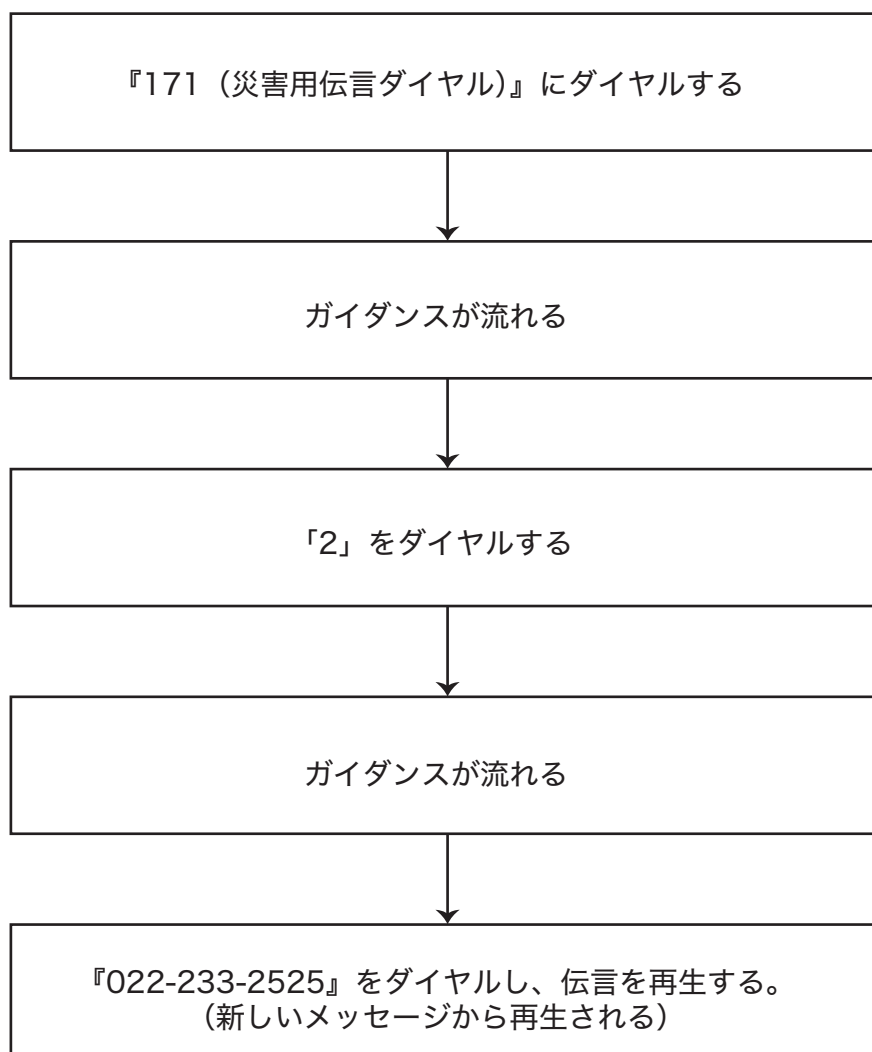 『171（災害用伝言ダイヤル）』にダイヤルする
ガイダンスが流れる
「2」をダイヤルする
ガイダンスが流れる
『022-233-2525』をダイヤルし、伝言を再生する。
（新しいメッセージから再生される）